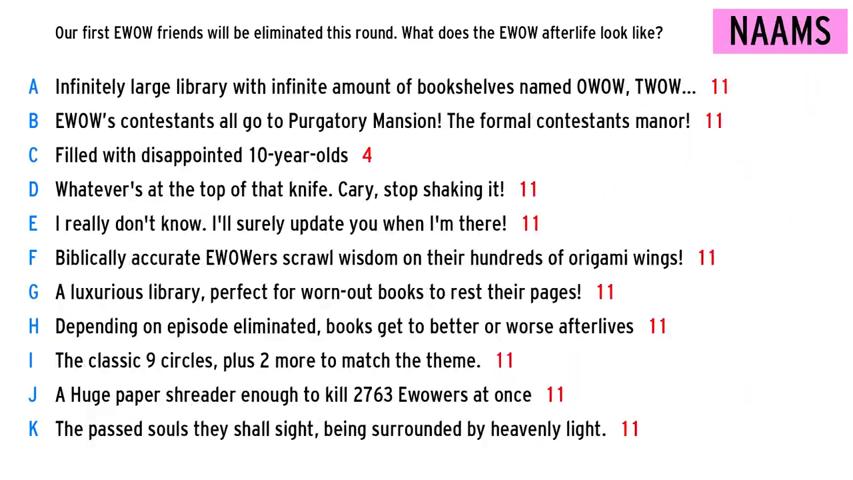 Our first EWOW friends will be eliminated this round. What does the EWOW afterlife look like?
NAAMS
A Infinitely large library with infinite amount of bookshelves named OWOW, TWOW... 11
B EWOW's contestants all go to Purgatory Mansion! The formal contestants manor! 11
C Filled with disappointed 10-year-olds 4
D Whatever's at the top of that knife. Cary, stop shaking it! 11
E I really don't know. I'll surely update you when I'm there! 11
F Biblically accurate EWOWers scrawl wisdom on their hundreds of origami wings! 11
G A luxurious library, perfect for worn-out books to rest their pages! 11
H Depending on episode eliminated, books get to better or worse afterlives 11
I The classic 9 circles, plus 2 more to match the theme. 11
J A Huge paper shreader enough to kill 2763 Ewowers at once 11
K The passed souls they shall sight, being surrounded by heavenly light. 11